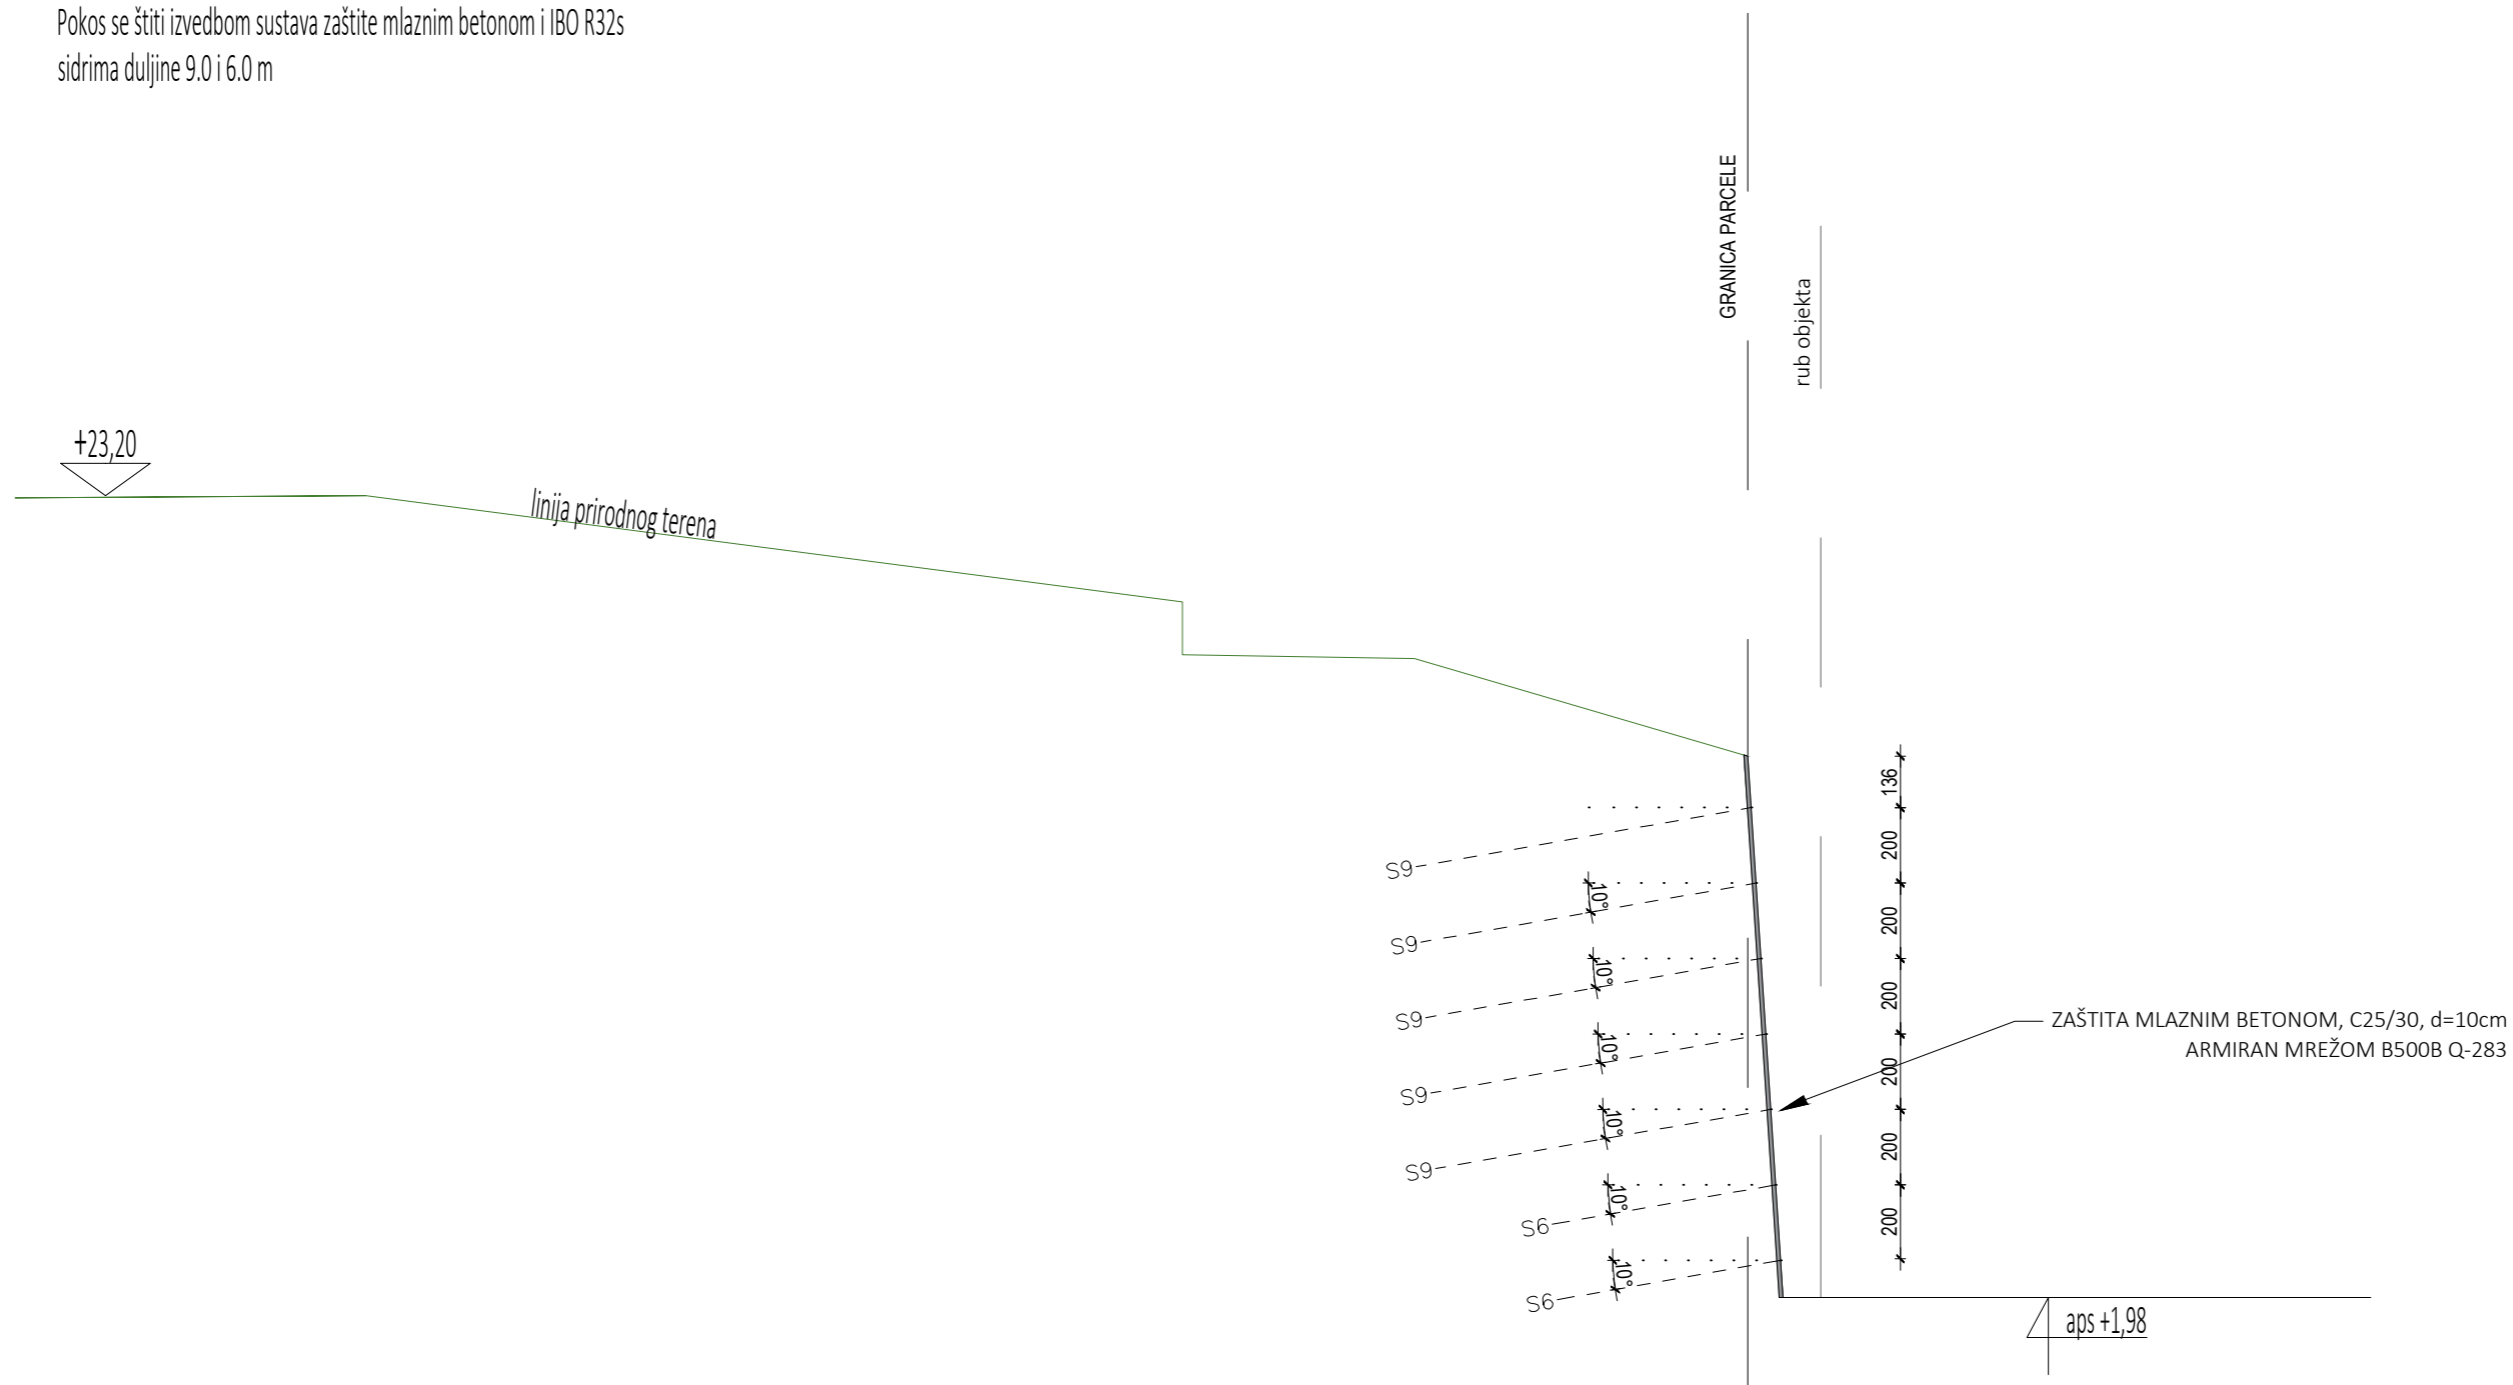 Pokos se štiti izvedbom sustava zaštite mlaznim betonom i IBO R32s
sidrima duljine 9.0 i 6.0 m
GRANICA PARCELE
rub objekta
+23,20
linija prirodnog terena
136
200
200
200
200
200
200
S9
S9
S9
S9
S9
S6
S6
10°
10°
10°
10°
10°
10°
ZAŠTITA MLAZNIM BETONOM, C25/30, d=10cm
ARMIRAN MREŽOM B500B Q-283
aps +1,98